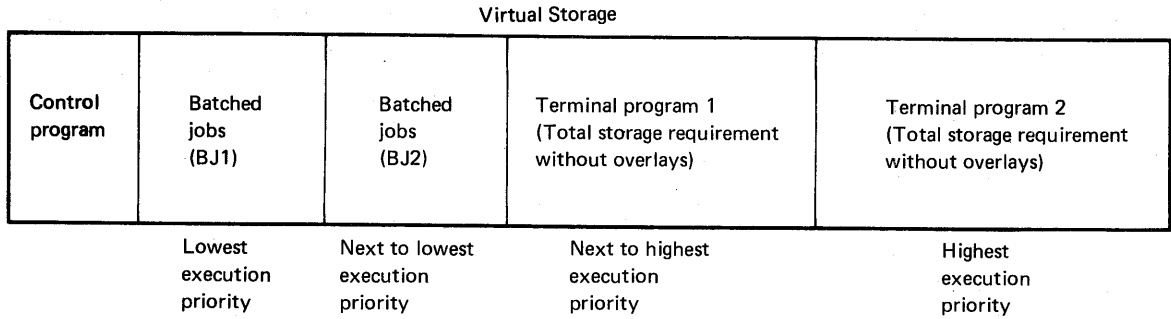 Virtual Storage
Control
program
Batched
jobs
(BJ1)
Batched
jobs
(BJ2)
Terminal program 1
(Total storage requirement
without overlays)
Terminal program 2
(Total storage requirement
without overlays)
Lowest
execution
priority
Next to lowest
execution
priority
Next to highest
execution
priority
Highest
execution
priority